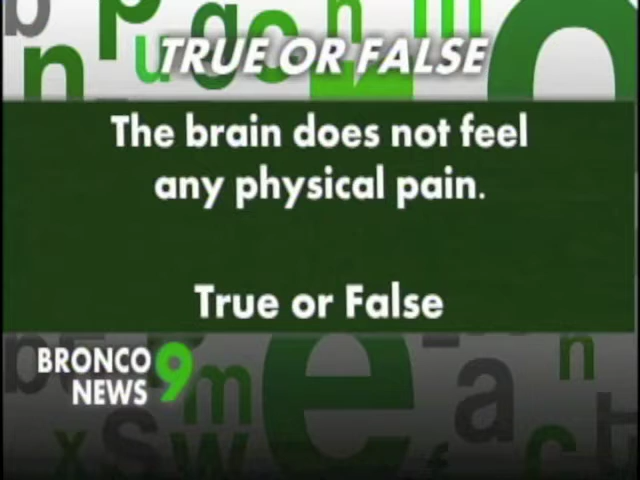 TRUE OR FALSE
The brain does not feel
any physical pain.
True or False
BRONCO
NEWS 9